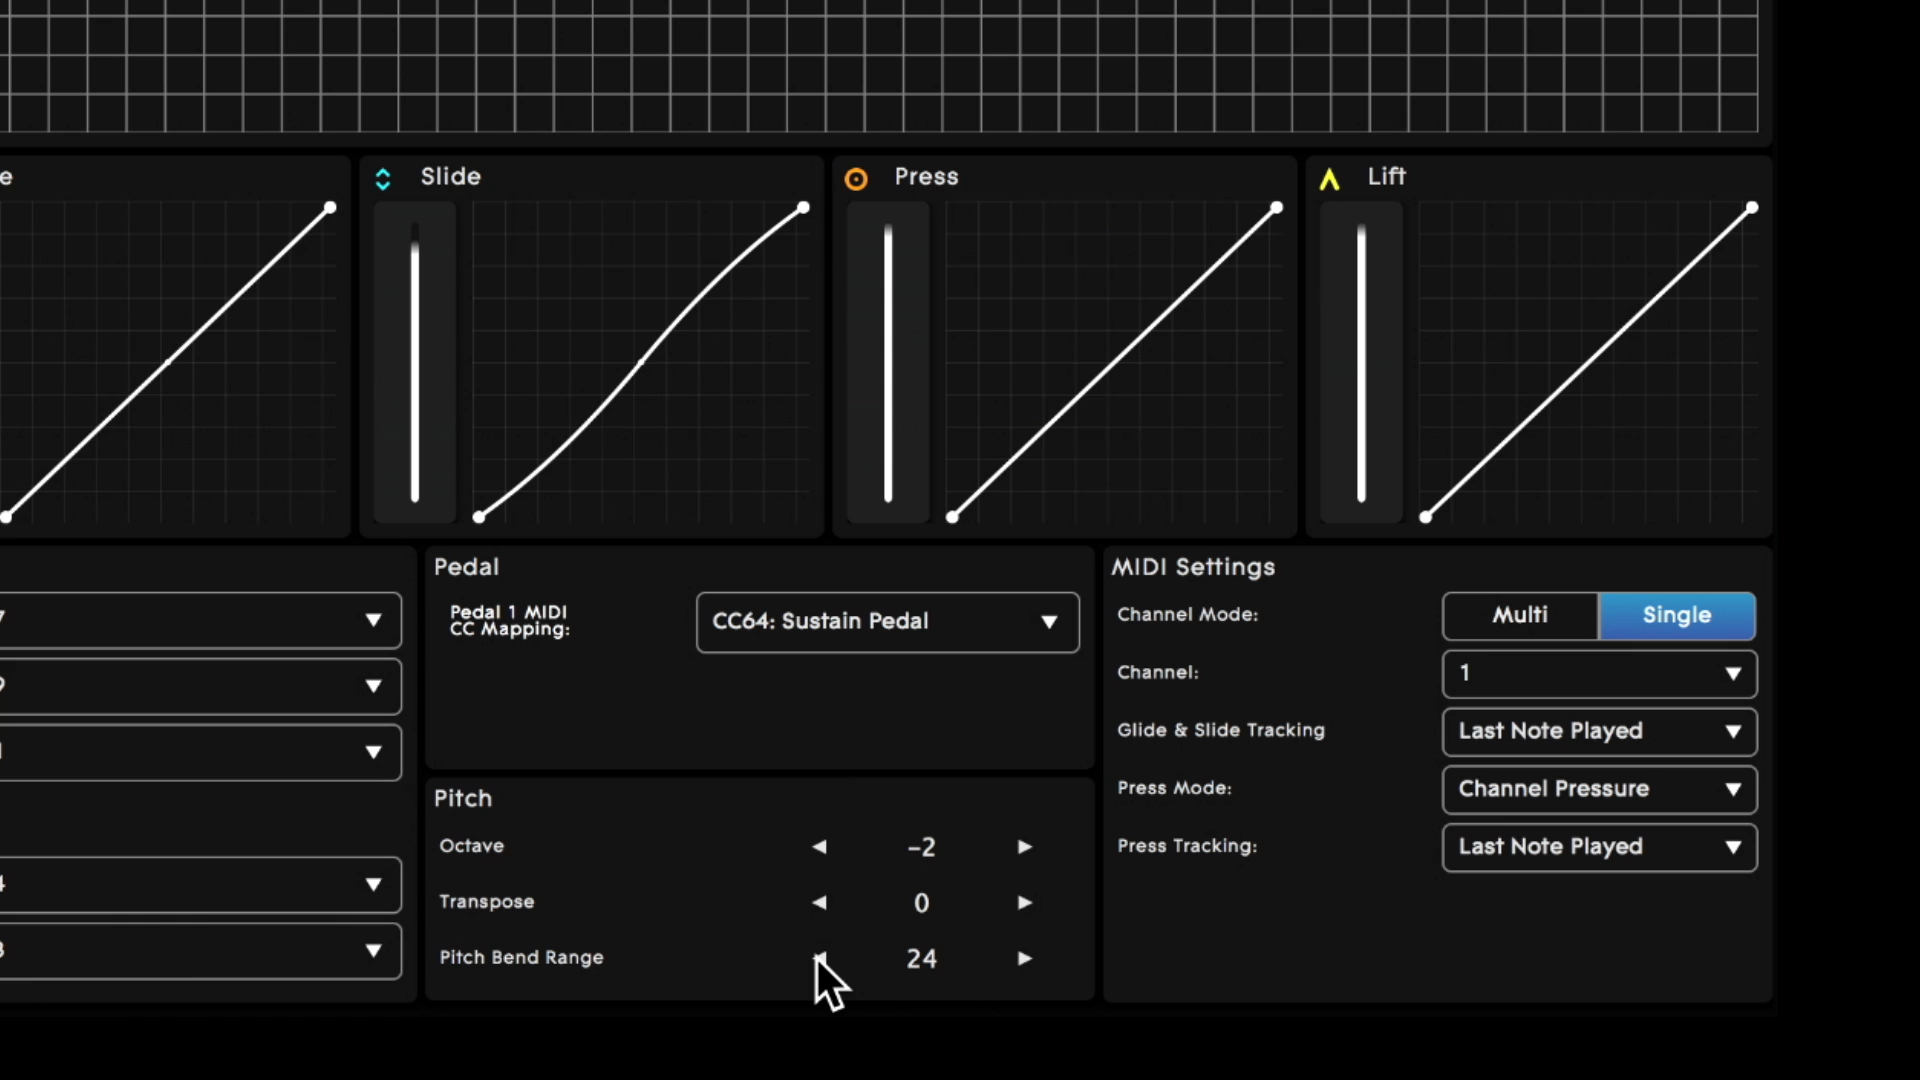 e
Slide
Press
Lift
Pedal
Pedal 1 MIDI
CC Mapping:
CC64: Sustain Pedal
Pitch
Octave
-2
Transpose
0
Pitch Bend Range
24
MIDI Settings
Channel Mode:
Multi
Single
Channel:
1
Glide & Slide Tracking
Last Note Played
Press Mode:
Channel Pressure
Press Tracking:
Last Note Played